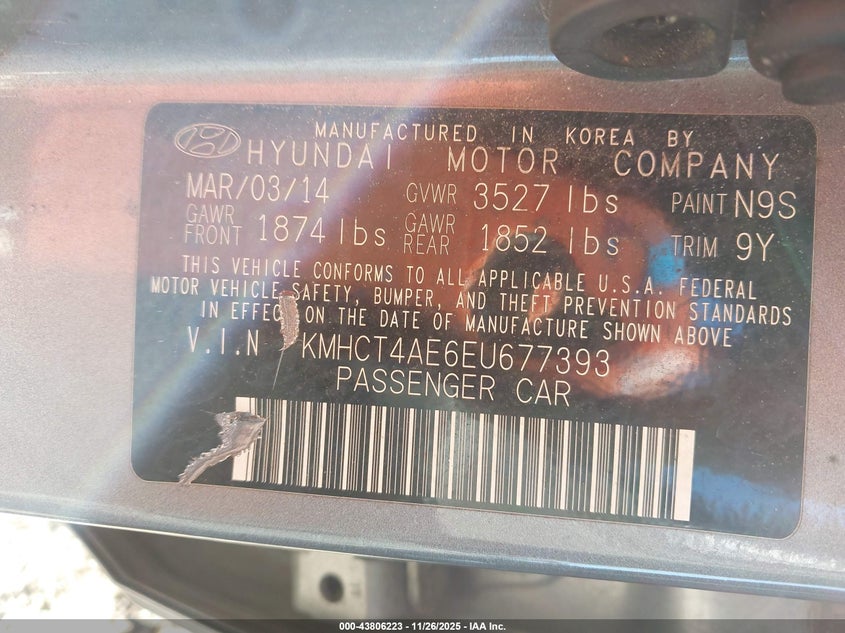 MANUFACTURED IN KOREA BY
HYUNDAI MOTOR COMPANY
MAR/03/14 GVWR 3527 lbs PAINT N9S
GAWR FRONT 1874 lbs GAWR REAR 1852 lbs TRIM 9Y
THIS VEHICLE CONFORMS TO ALL APPLICABLE U.S.A. FEDERAL
MOTOR VEHICLE SAFETY, BUMPER, AND THEFT PREVENTION STANDARDS
IN EFFECT ON THE DATE OF MANUFACTURE SHOWN ABOVE
V.I.N KMHCT4AE6EU677393
PASSENGER CAR
000-43806223 - 11/26/2025 - IAA Inc.